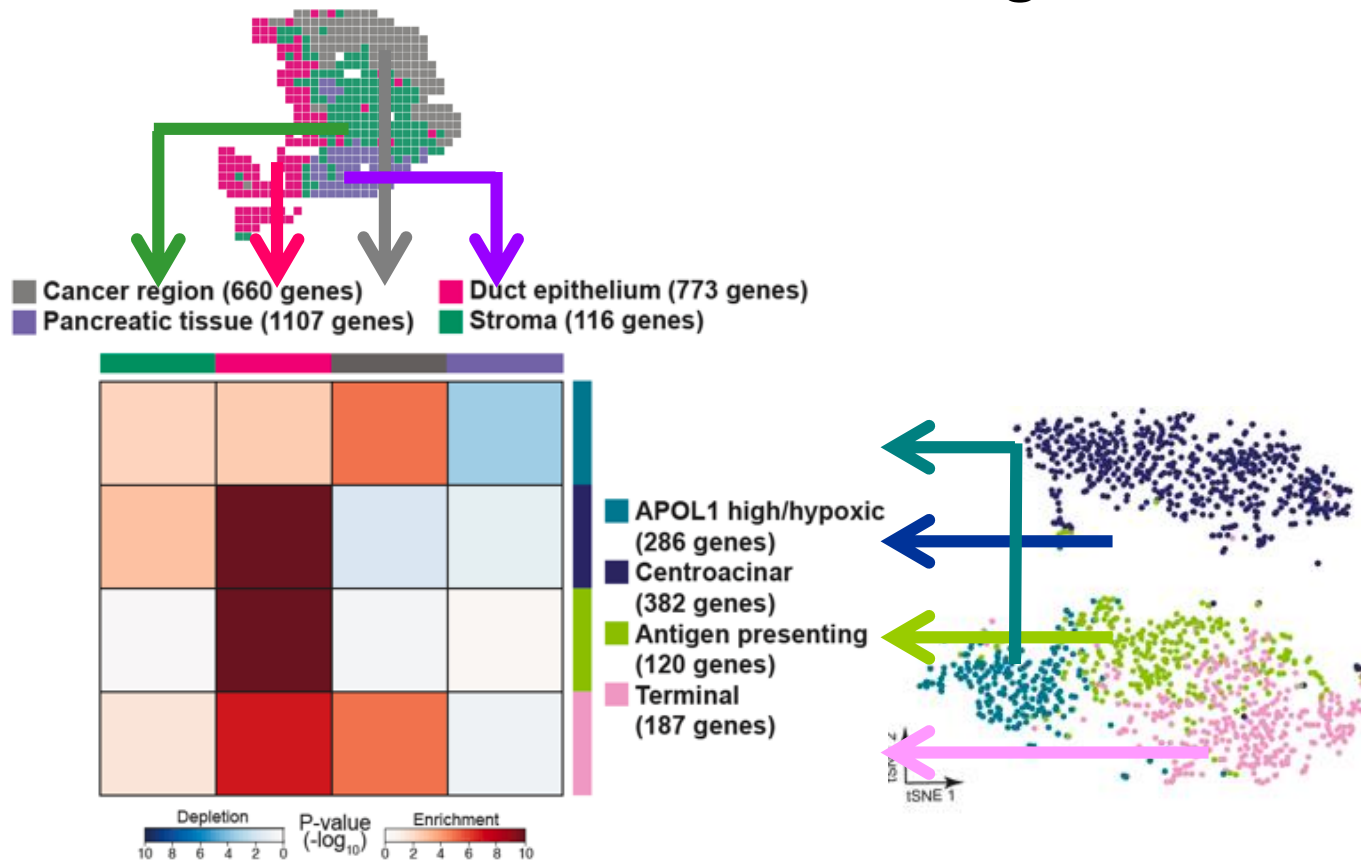 Cancer region (660 genes)
Duct epithelium (773 genes)
Pancreatic tissue (1107 genes)
Stroma (116 genes)
APOL1 high/hypoxic
(286 genes)
Centroacinar
(382 genes)
Antigen presenting
(120 genes)
Terminal
(187 genes)
tSNE 1
Depletion
P-value
(-log10)
Enrichment
10 8 6 4 2 0
0 2 4 6 8 10